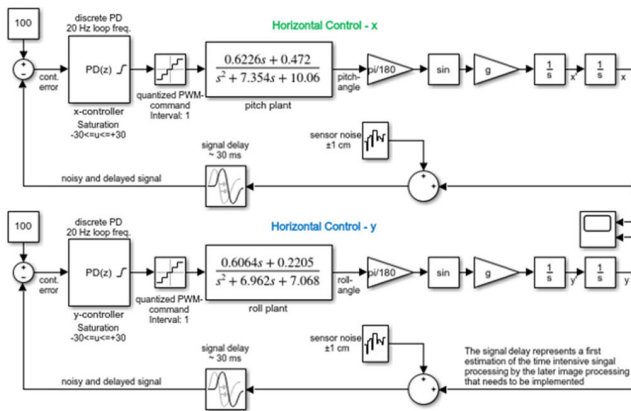 discrete PD
20 Hz loop freq.
Horizontal Control - x
100
cont.
error
PD(z)
x-controller
Saturation
-30<=u<=+30
quantized PWM-
command
Interval: 1
0.6226s + 0.472
s² + 7.354s + 10.06
pitch plant
pitch-
angle
pi/180
sin
g
1
s
x'
1
s
x
sensor noise
±1 cm
signal delay
~ 30 ms
noisy and delayed signal
discrete PD
20 Hz loop freq.
Horizontal Control - y
100
cont.
error
PD(z)
y-controller
Saturation
-30<=u<=+30
quantized PWM-
command
Interval: 1
0.6064s + 0.2205
s² + 6.962s + 7.068
roll plant
roll-
angle
pi/180
sin
g
1
s
y'
1
s
y
sensor noise
±1 cm
signal delay
~ 30 ms
noisy and delayed signal
The signal delay represents a first
estimation of the time intensive singal
processing by the later image processing
that needs to be implemented